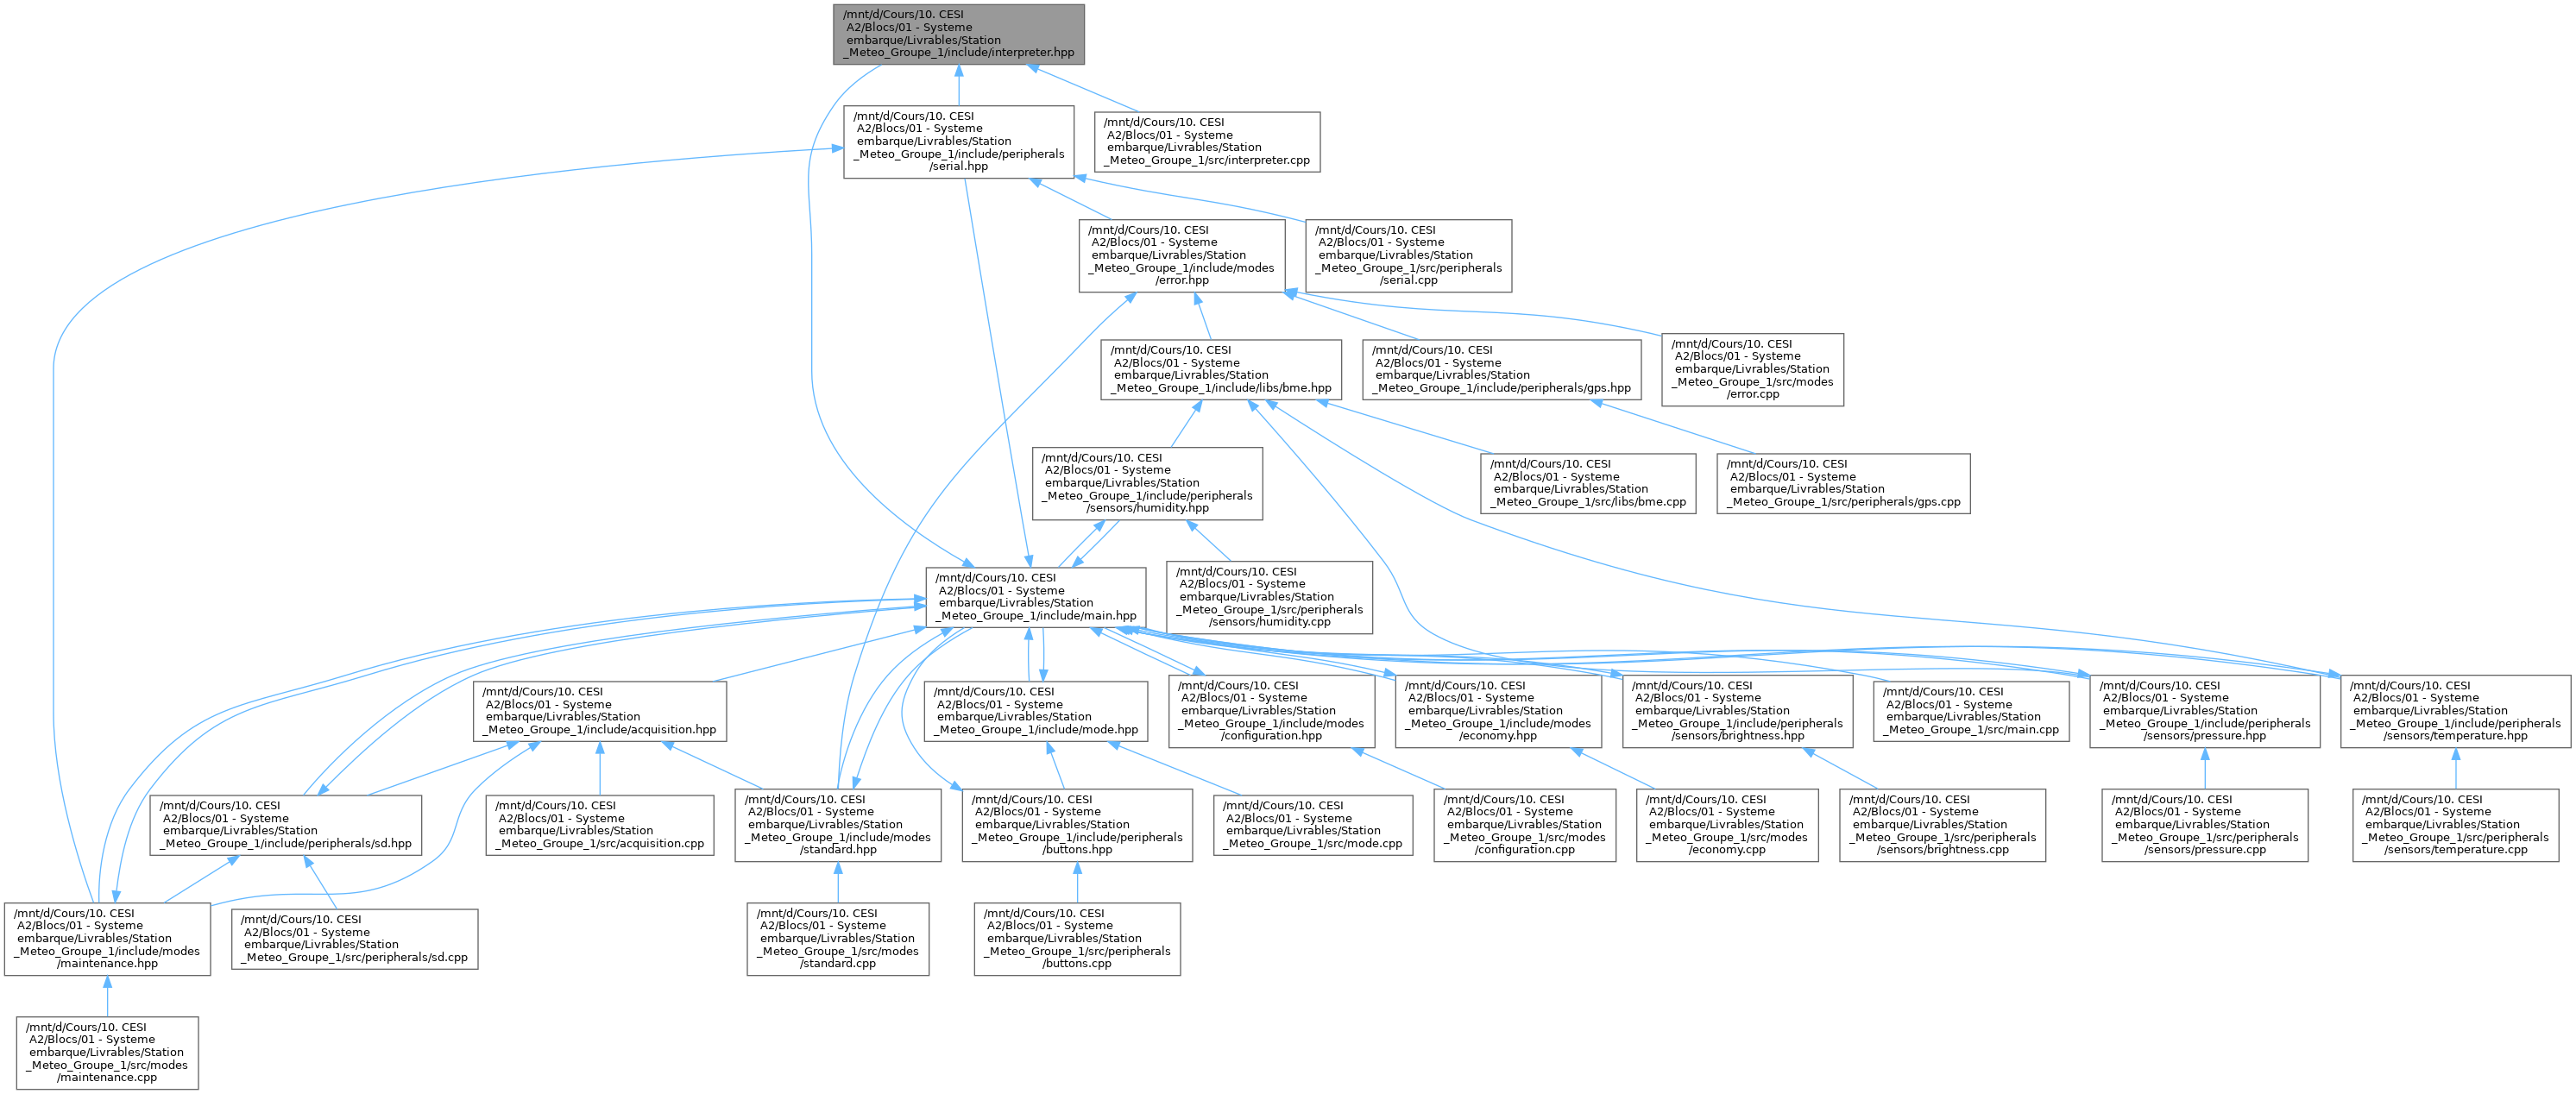 /mnt/d/Cours/10. CESI
A2/Blocs/01 - Systeme
embarque/Livrables/Station
_Meteo_Groupe_1/include/interpreter.hpp
/mnt/d/Cours/10. CESI
A2/Blocs/01 - Systeme
embarque/Livrables/Station
_Meteo_Groupe_1/include/peripherals
/serial.hpp
/mnt/d/Cours/10. CESI
A2/Blocs/01 - Systeme
embarque/Livrables/Station
_Meteo_Groupe_1/src/interpreter.cpp
/mnt/d/Cours/10. CESI
A2/Blocs/01 - Systeme
embarque/Livrables/Station
_Meteo_Groupe_1/include/modes
/error.hpp
/mnt/d/Cours/10. CESI
A2/Blocs/01 - Systeme
embarque/Livrables/Station
_Meteo_Groupe_1/src/peripherals
/serial.cpp
/mnt/d/Cours/10. CESI
A2/Blocs/01 - Systeme
embarque/Livrables/Station
_Meteo_Groupe_1/include/libs/bme.hpp
/mnt/d/Cours/10. CESI
A2/Blocs/01 - Systeme
embarque/Livrables/Station
_Meteo_Groupe_1/include/peripherals/gps.hpp
/mnt/d/Cours/10. CESI
A2/Blocs/01 - Systeme
embarque/Livrables/Station
_Meteo_Groupe_1/src/modes
/error.cpp
/mnt/d/Cours/10. CESI
A2/Blocs/01 - Systeme
embarque/Livrables/Station
_Meteo_Groupe_1/include/peripherals
/sensors/humidity.hpp
/mnt/d/Cours/10. CESI
A2/Blocs/01 - Systeme
embarque/Livrables/Station
_Meteo_Groupe_1/src/libs/bme.cpp
/mnt/d/Cours/10. CESI
A2/Blocs/01 - Systeme
embarque/Livrables/Station
_Meteo_Groupe_1/src/peripherals/gps.cpp
/mnt/d/Cours/10. CESI
A2/Blocs/01 - Systeme
embarque/Livrables/Station
_Meteo_Groupe_1/include/main.hpp
/mnt/d/Cours/10. CESI
A2/Blocs/01 - Systeme
embarque/Livrables/Station
_Meteo_Groupe_1/src/peripherals
/sensors/humidity.cpp
/mnt/d/Cours/10. CESI
A2/Blocs/01 - Systeme
embarque/Livrables/Station
_Meteo_Groupe_1/include/acquisition.hpp
/mnt/d/Cours/10. CESI
A2/Blocs/01 - Systeme
embarque/Livrables/Station
_Meteo_Groupe_1/include/mode.hpp
/mnt/d/Cours/10. CESI
A2/Blocs/01 - Systeme
embarque/Livrables/Station
_Meteo_Groupe_1/include/modes
/configuration.hpp
/mnt/d/Cours/10. CESI
A2/Blocs/01 - Systeme
embarque/Livrables/Station
_Meteo_Groupe_1/include/modes
/economy.hpp
/mnt/d/Cours/10. CESI
A2/Blocs/01 - Systeme
embarque/Livrables/Station
_Meteo_Groupe_1/include/peripherals
/sensors/brightness.hpp
/mnt/d/Cours/10. CESI
A2/Blocs/01 - Systeme
embarque/Livrables/Station
_Meteo_Groupe_1/src/main.cpp
/mnt/d/Cours/10. CESI
A2/Blocs/01 - Systeme
embarque/Livrables/Station
_Meteo_Groupe_1/include/peripherals
/sensors/pressure.hpp
/mnt/d/Cours/10. CESI
A2/Blocs/01 - Systeme
embarque/Livrables/Station
_Meteo_Groupe_1/include/peripherals
/sensors/temperature.hpp
/mnt/d/Cours/10. CESI
A2/Blocs/01 - Systeme
embarque/Livrables/Station
_Meteo_Groupe_1/include/peripherals/sd.hpp
/mnt/d/Cours/10. CESI
A2/Blocs/01 - Systeme
embarque/Livrables/Station
_Meteo_Groupe_1/src/acquisition.cpp
/mnt/d/Cours/10. CESI
A2/Blocs/01 - Systeme
embarque/Livrables/Station
_Meteo_Groupe_1/include/modes
/standard.hpp
/mnt/d/Cours/10. CESI
A2/Blocs/01 - Systeme
embarque/Livrables/Station
_Meteo_Groupe_1/include/peripherals
/buttons.hpp
/mnt/d/Cours/10. CESI
A2/Blocs/01 - Systeme
embarque/Livrables/Station
_Meteo_Groupe_1/src/mode.cpp
/mnt/d/Cours/10. CESI
A2/Blocs/01 - Systeme
embarque/Livrables/Station
_Meteo_Groupe_1/src/modes
/configuration.cpp
/mnt/d/Cours/10. CESI
A2/Blocs/01 - Systeme
embarque/Livrables/Station
_Meteo_Groupe_1/src/modes
/economy.cpp
/mnt/d/Cours/10. CESI
A2/Blocs/01 - Systeme
embarque/Livrables/Station
_Meteo_Groupe_1/src/peripherals
/sensors/brightness.cpp
/mnt/d/Cours/10. CESI
A2/Blocs/01 - Systeme
embarque/Livrables/Station
_Meteo_Groupe_1/src/peripherals
/sensors/pressure.cpp
/mnt/d/Cours/10. CESI
A2/Blocs/01 - Systeme
embarque/Livrables/Station
_Meteo_Groupe_1/src/peripherals
/sensors/temperature.cpp
/mnt/d/Cours/10. CESI
A2/Blocs/01 - Systeme
embarque/Livrables/Station
_Meteo_Groupe_1/include/modes
/maintenance.hpp
/mnt/d/Cours/10. CESI
A2/Blocs/01 - Systeme
embarque/Livrables/Station
_Meteo_Groupe_1/src/peripherals/sd.cpp
/mnt/d/Cours/10. CESI
A2/Blocs/01 - Systeme
embarque/Livrables/Station
_Meteo_Groupe_1/src/modes
/standard.cpp
/mnt/d/Cours/10. CESI
A2/Blocs/01 - Systeme
embarque/Livrables/Station
_Meteo_Groupe_1/src/peripherals
/buttons.cpp
/mnt/d/Cours/10. CESI
A2/Blocs/01 - Systeme
embarque/Livrables/Station
_Meteo_Groupe_1/src/modes
/maintenance.cpp